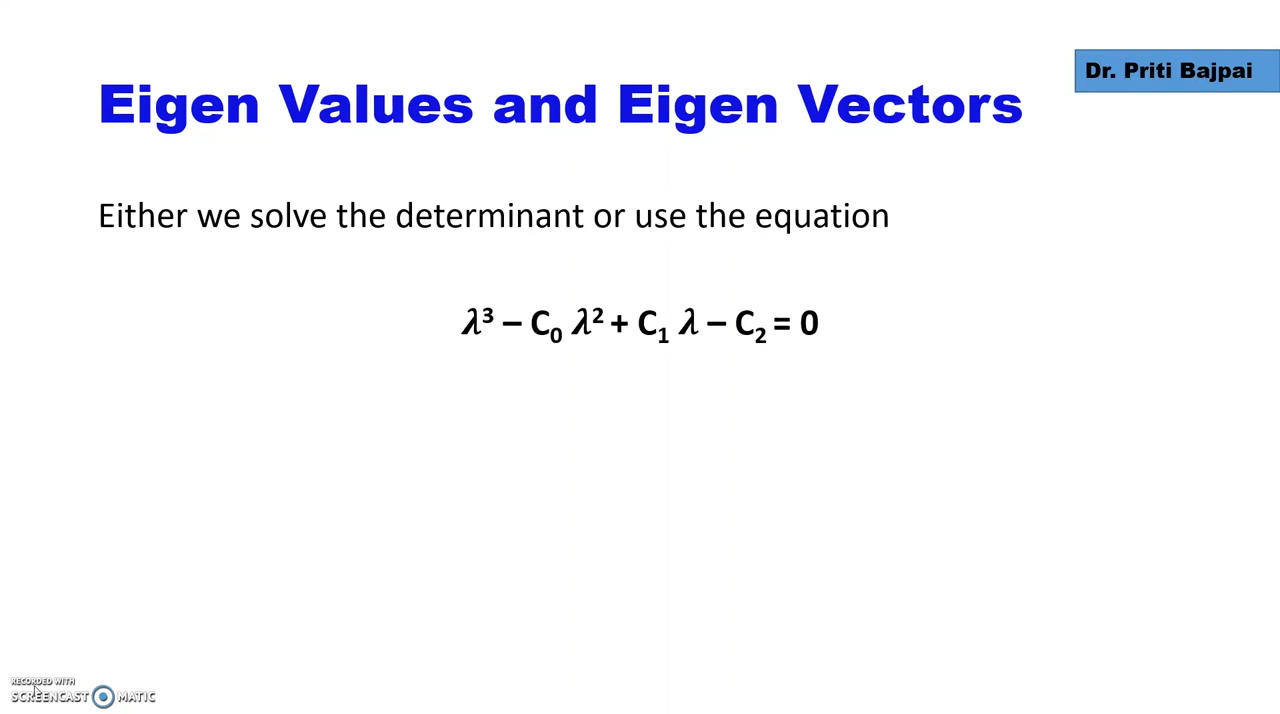 Dr. Priti Bajpai
Eigen Values and Eigen Vectors
Either we solve the determinant or use the equation
𝝀³ – C₀ 𝝀² + C₁ 𝝀 – C₂ = 0
RECORDED WITH
SCREENCAST MATIC